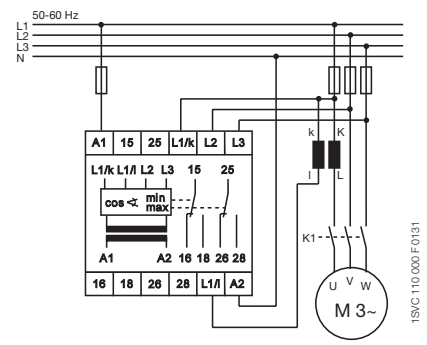 50-60 Hz
L1
L2
L3
N
k K
A1 15 25 L1/k L2 L3
L1/k L1/l L2 L3 15 25
l L
cos ∢ min
max
K1
A1 A2 16 18 26 28
16 18 26 28 L1/l A2
U V W
M 3~
1SVC 110 000 F 0131